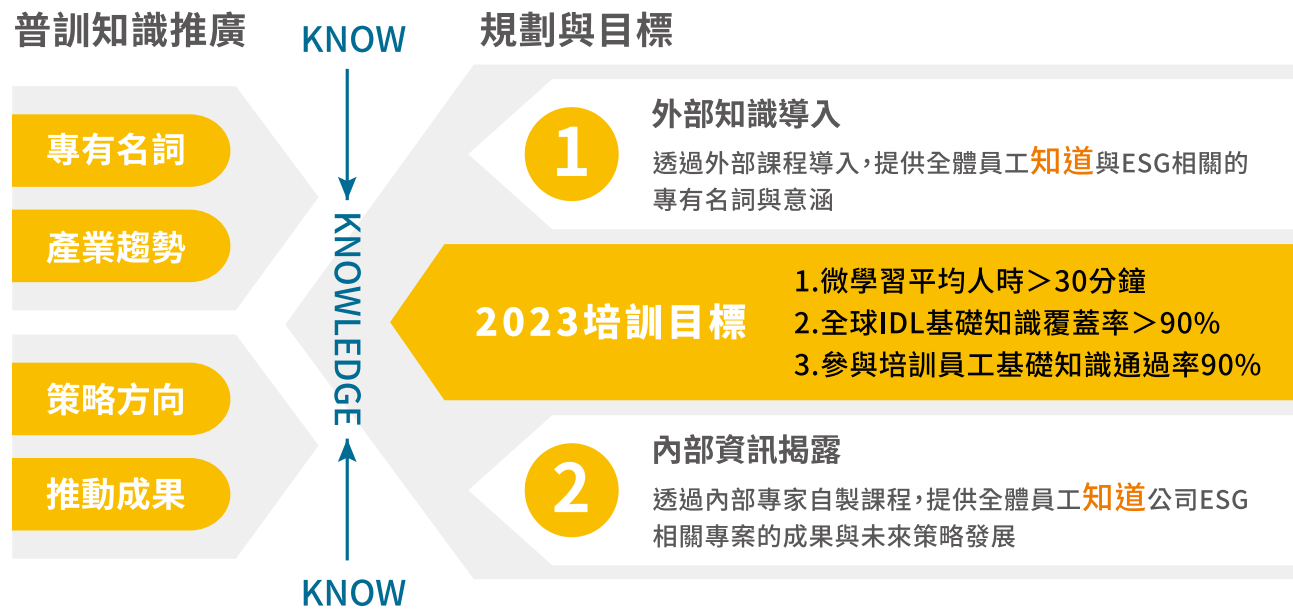 普訓知識推廣
專有名詞
產業趨勢
策略方向
推動成果
KNOW
KNOWLEDGE
KNOW
規劃與目標
1
外部知識導入
透過外部課程導入，提供全體員工知道與ESG相關的
專有名詞與意涵
2023培訓目標
1.微學習平均人時＞30分鐘
2.全球IDL基礎知識覆蓋率＞90%
3.參與培訓員工基礎知識通過率90%
2
內部資訊揭露
透過內部專家自製課程，提供全體員工知道公司ESG
相關專案的成果與未來策略發展